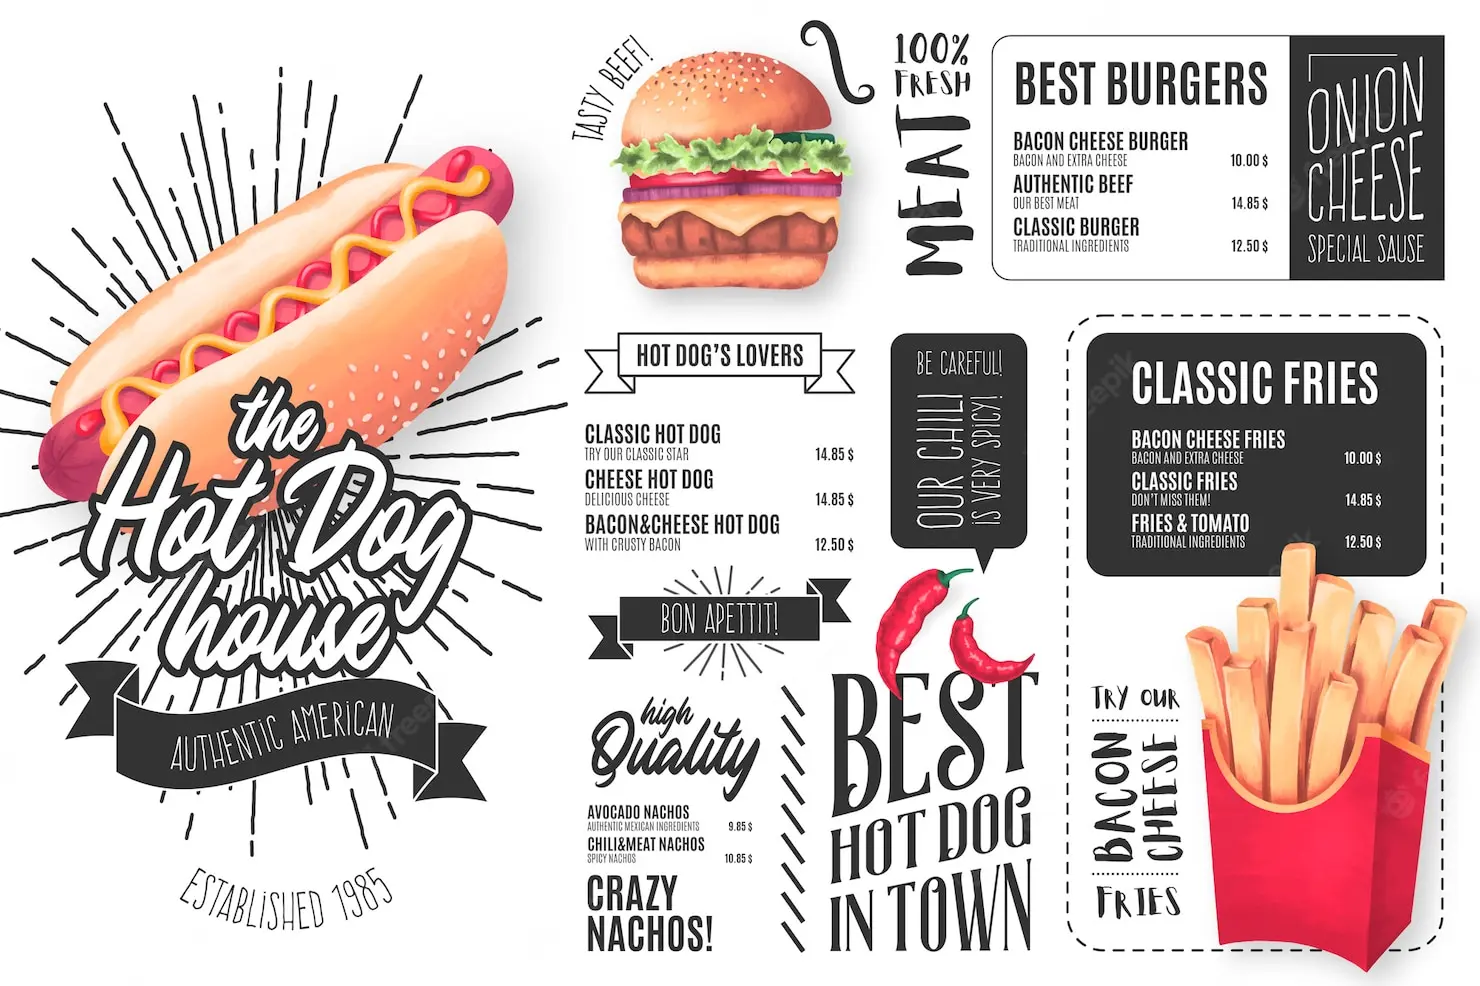 the
Hot Dog
house
AUTHENTIC AMERICAN
ESTABLISHED 1985
TASTY BEEF!
100%
FRESH
MEAT
BEST BURGERS
BACON CHEESE BURGER
BACON AND EXTRA CHEESE 10.00 $
AUTHENTIC BEEF
OUR BEST MEAT 14.85 $
CLASSIC BURGER
TRADITIONAL INGREDIENTS 12.50 $
ONION
CHEESE
SPECIAL SAUSE
HOT DOG'S LOVERS
CLASSIC HOT DOG
TRY OUR CLASSIC STAR 14.85 $
CHEESE HOT DOG
DELICIOUS CHEESE 14.85 $
BACON&CHEESE HOT DOG
WITH CRUSTY BACON 12.50 $
BON APETTIT!
BE CAREFUL!
OUR CHILI
IS VERY SPICY!
high
Quality
AVOCADO NACHOS
AUTHENTIC MEXICAN INGREDIENTS 9.85 $
CHILI&MEAT NACHOS
SPICY NACHOS 10.85 $
CRAZY
NACHOS!
BEST
HOT DOG
IN TOWN
CLASSIC FRIES
BACON CHEESE FRIES
BACON AND EXTRA CHEESE 10.00 $
CLASSIC FRIES
DON'T MISS THEM! 14.85 $
FRIES & TOMATO
TRADITIONAL INGREDIENTS 12.50 $
TRY OUR
BACON
CHEESE
FRIES